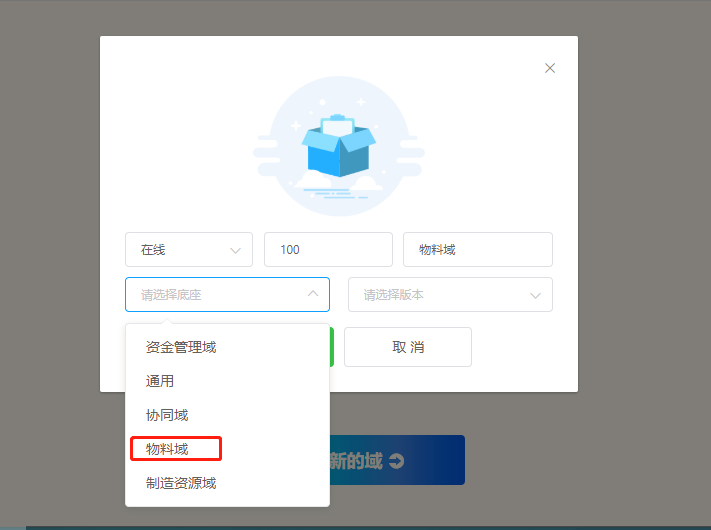 在线
100
物料域
请选择底座
请选择版本
资金管理域
取 消
通用
协同域
物料域
新的域
制造资源域